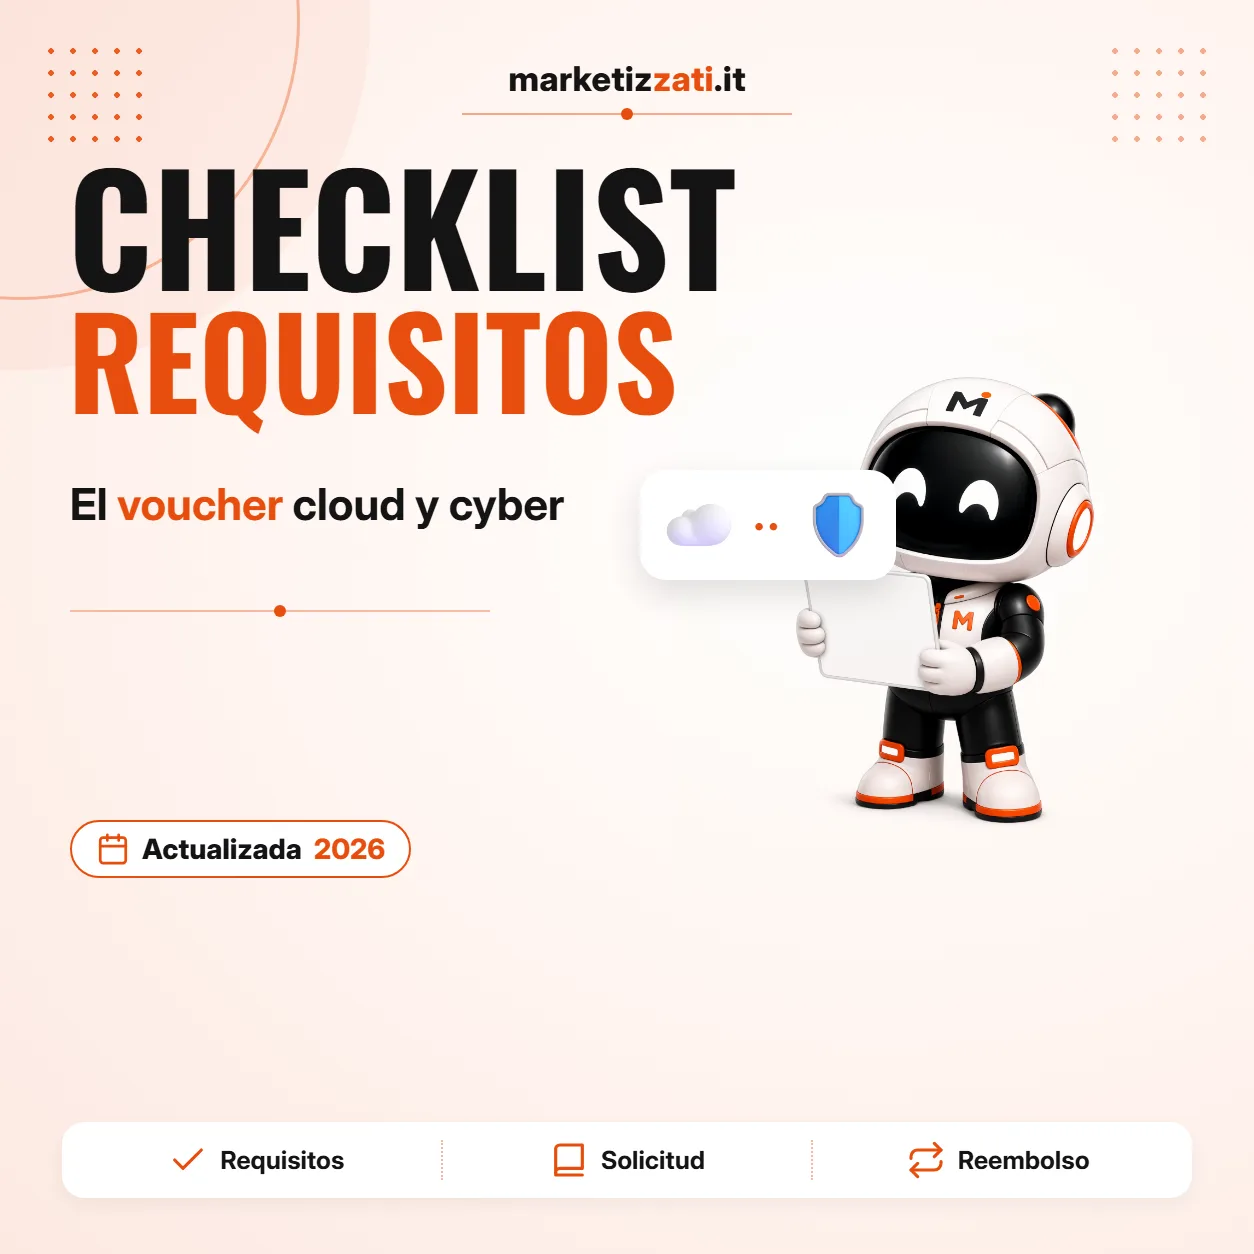 marketizzati.it
CHECKLIST
REQUISITOS
El voucher cloud y cyber
M
M
Actualizada 2026
Requisitos
Solicitud
Reembolso